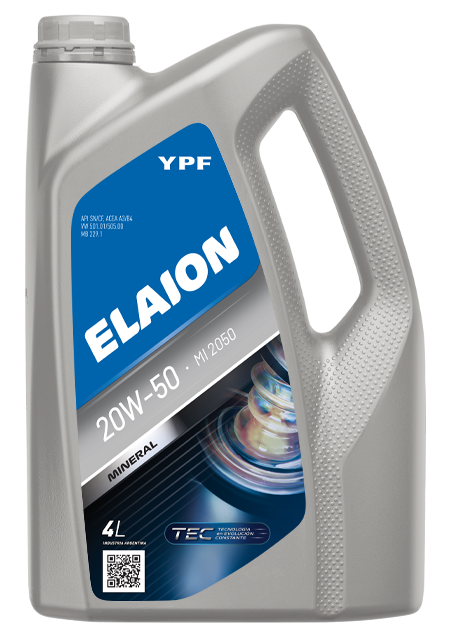 YPF
API SN/CF, ACEA A3/B4
VW 501.01/505.00
MB 229.1
ELAION
20W-50 · MI 2050
MINERAL
4L
INDUSTRIA ARGENTINA
TEC
TECNOLOGÍA
EN EVOLUCIÓN
CONSTANTE